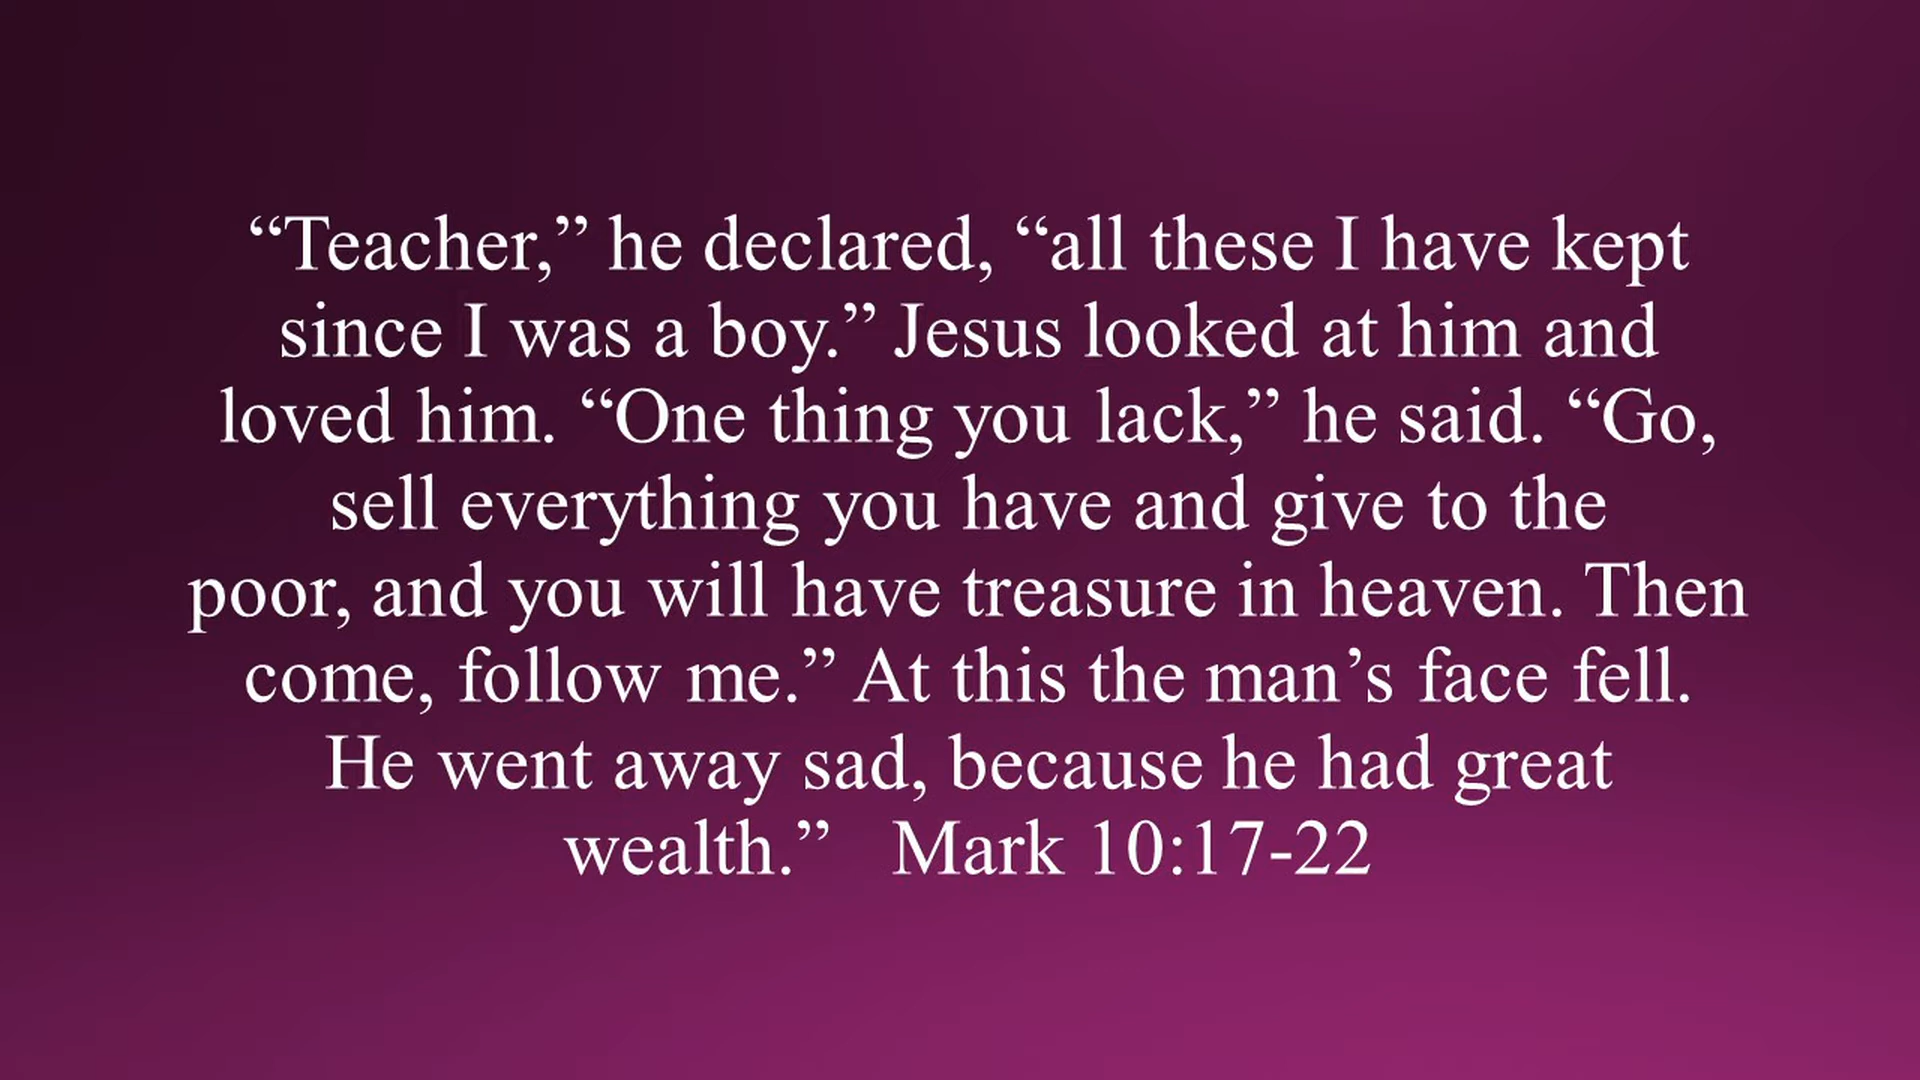 “Teacher,” he declared, “all these I have kept
since I was a boy.” Jesus looked at him and
loved him. “One thing you lack,” he said. “Go,
sell everything you have and give to the
poor, and you will have treasure in heaven. Then
come, follow me.” At this the man’s face fell.
He went away sad, because he had great
wealth.” Mark 10:17-22